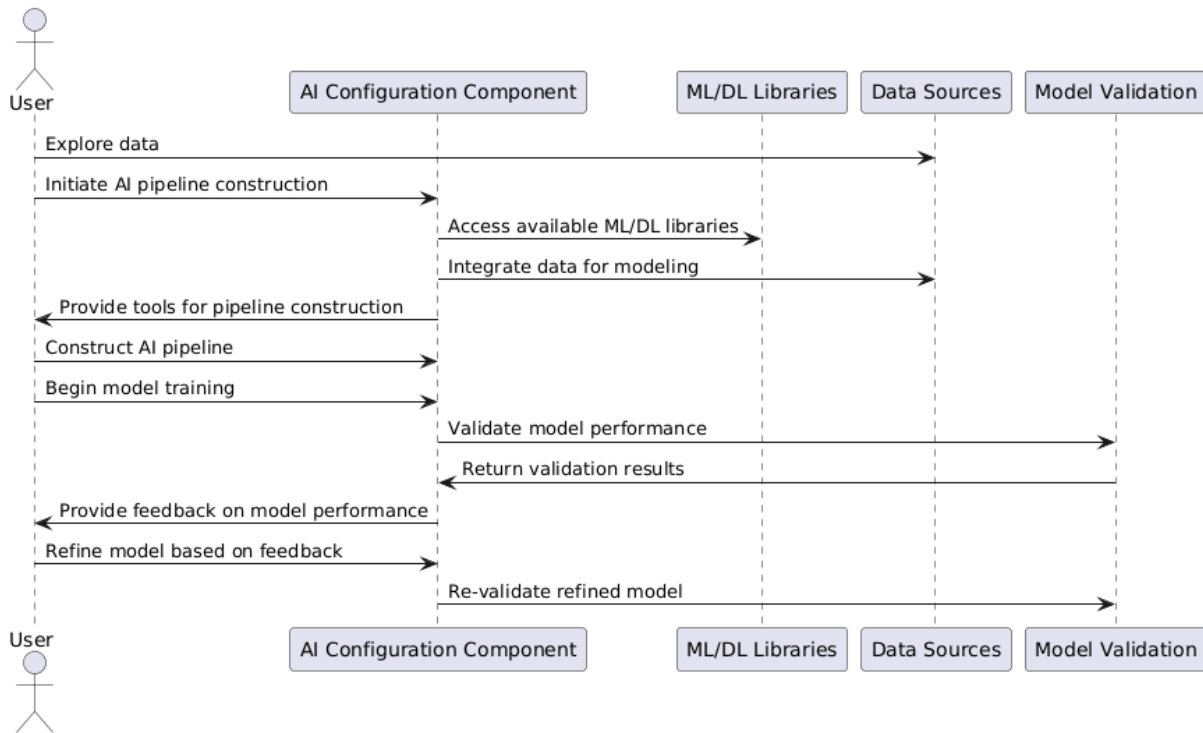 User
AI Configuration Component
ML/DL Libraries
Data Sources
Model Validation
Explore data
Initiate AI pipeline construction
Access available ML/DL libraries
Integrate data for modeling
Provide tools for pipeline construction
Construct AI pipeline
Begin model training
Validate model performance
Return validation results
Provide feedback on model performance
Refine model based on feedback
Re-validate refined model
User
AI Configuration Component
ML/DL Libraries
Data Sources
Model Validation